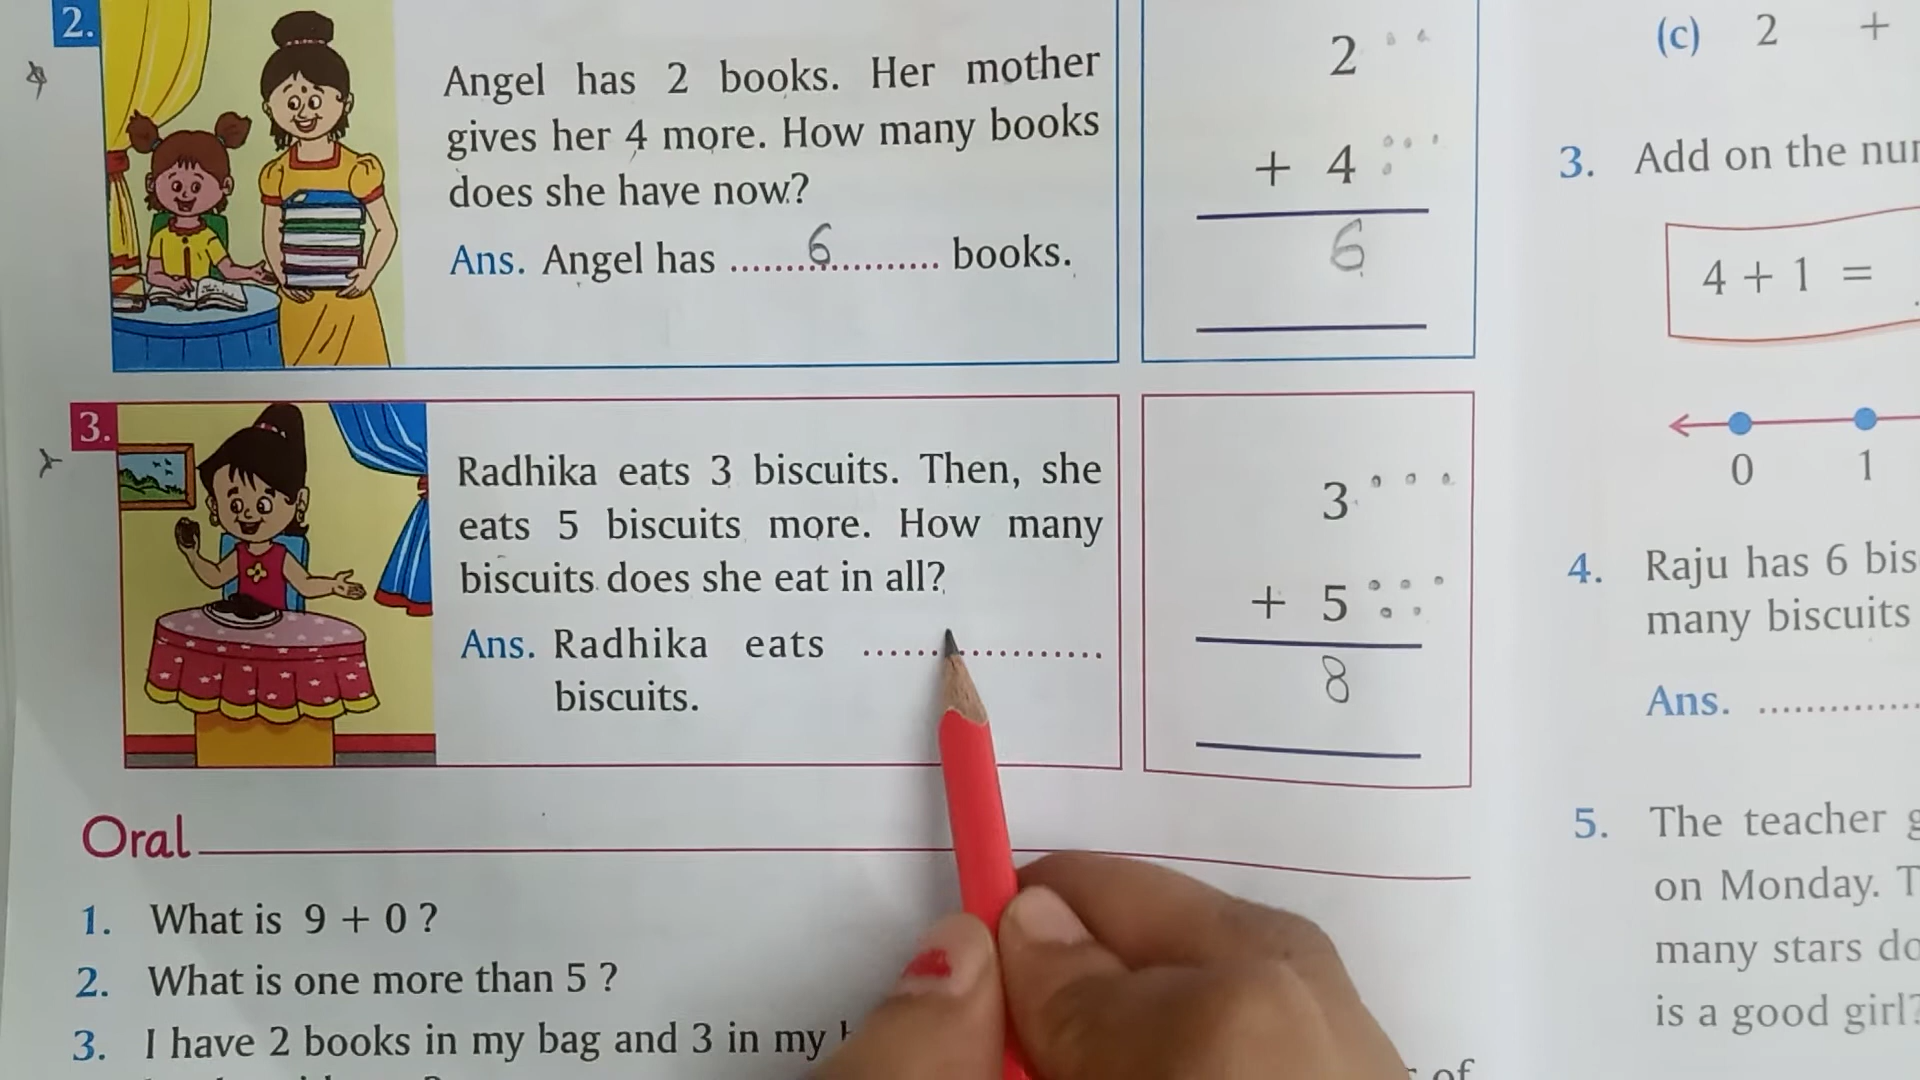 2.
Angel has 2 books. Her mother
gives her 4 more. How many books
does she have now?
Ans. Angel has ........6........ books.
2
+ 4
6
3.
Radhika eats 3 biscuits. Then, she
eats 5 biscuits more. How many
biscuits does she eat in all?
Ans. Radhika eats ..................
biscuits.
3
+ 5
8
Oral
1. What is 9 + 0 ?
2. What is one more than 5 ?
3. I have 2 books in my bag and 3 in my
of
(c) 2 +
3. Add on the
4 + 1 =
0 1
4. Raju has 6
many biscuits
Ans. ..............
5. The teacher
on Monday.
many stars
is a good girl?